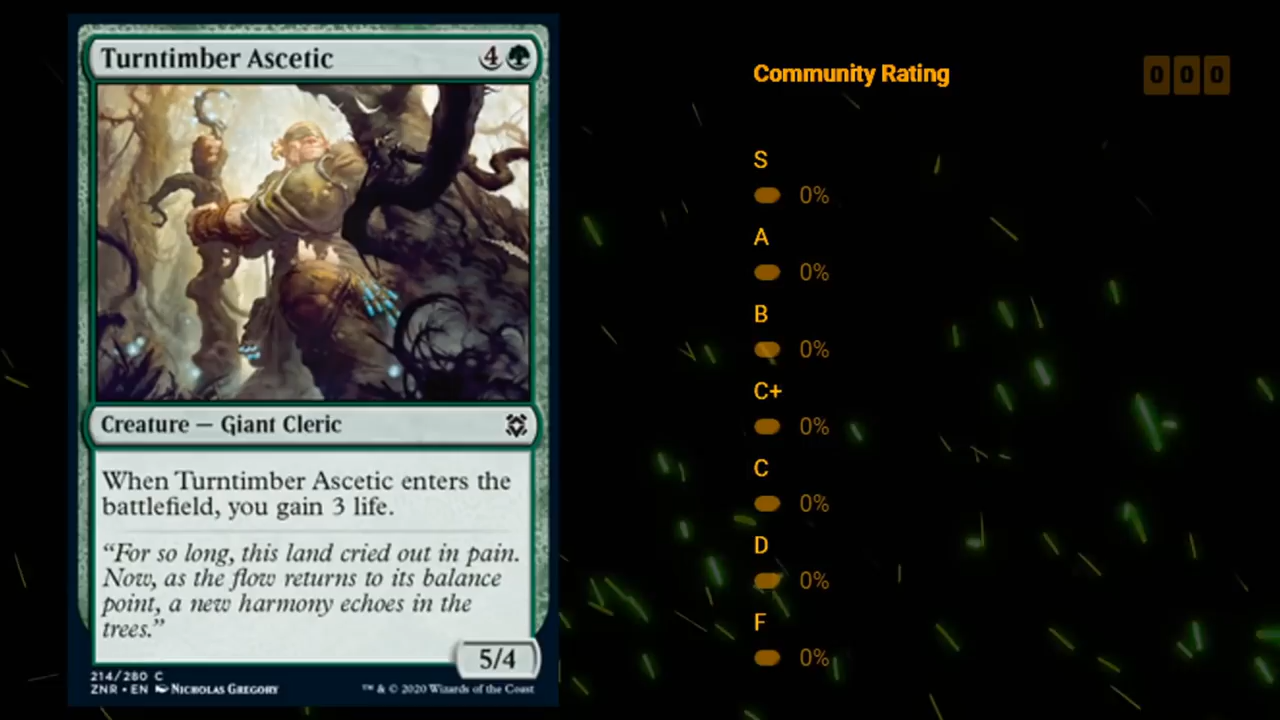 Turntimber Ascetic 4
Creature — Giant Cleric
When Turntimber Ascetic enters the
battlefield, you gain 3 life.
“For so long, this land cried out in pain.
Now, as the flow returns to its balance
point, a new harmony echoes in the
trees.”
5/4
214/280 C
ZNR • EN Nicholas Gregory
™ & © 2020 Wizards of the Coast
Community Rating
0 0 0
S
0%
A
0%
B
0%
C+
0%
C
0%
D
0%
F
0%